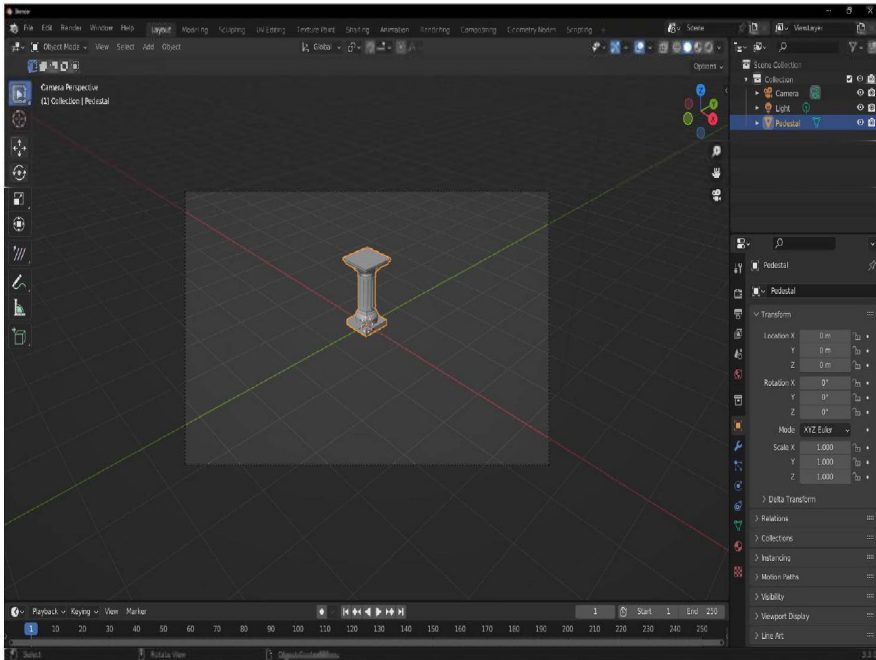 Blender
File Edit Render Window Help Layout Modeling Sculpting UV Editing Texture Paint Shading Animation Rendering Compositing Geometry Nodes Scripting + Scene ViewLayer
Object Mode View Select Add Object Global
Options
Camera Perspective
(1) Collection | Pedestal
Z
Y
X
Scene Collection
Collection
Camera
Light
Pedestal
Pedestal
Pedestal
Transform
Location X 0 m
Y 0 m
Z 0 m
Rotation X 0°
Y 0°
Z 0°
Mode XYZ Euler
Scale X 1.000
Y 1.000
Z 1.000
Delta Transform
Relations
Collections
Instancing
Motion Paths
Visibility
Viewport Display
Line Art
Playback Keying View Marker 1 Start 1 End 250
1 10 20 30 40 50 60 70 80 90 100 110 120 130 140 150 160 170 180 190 200 210 220 230 240 250
Select Rotate View